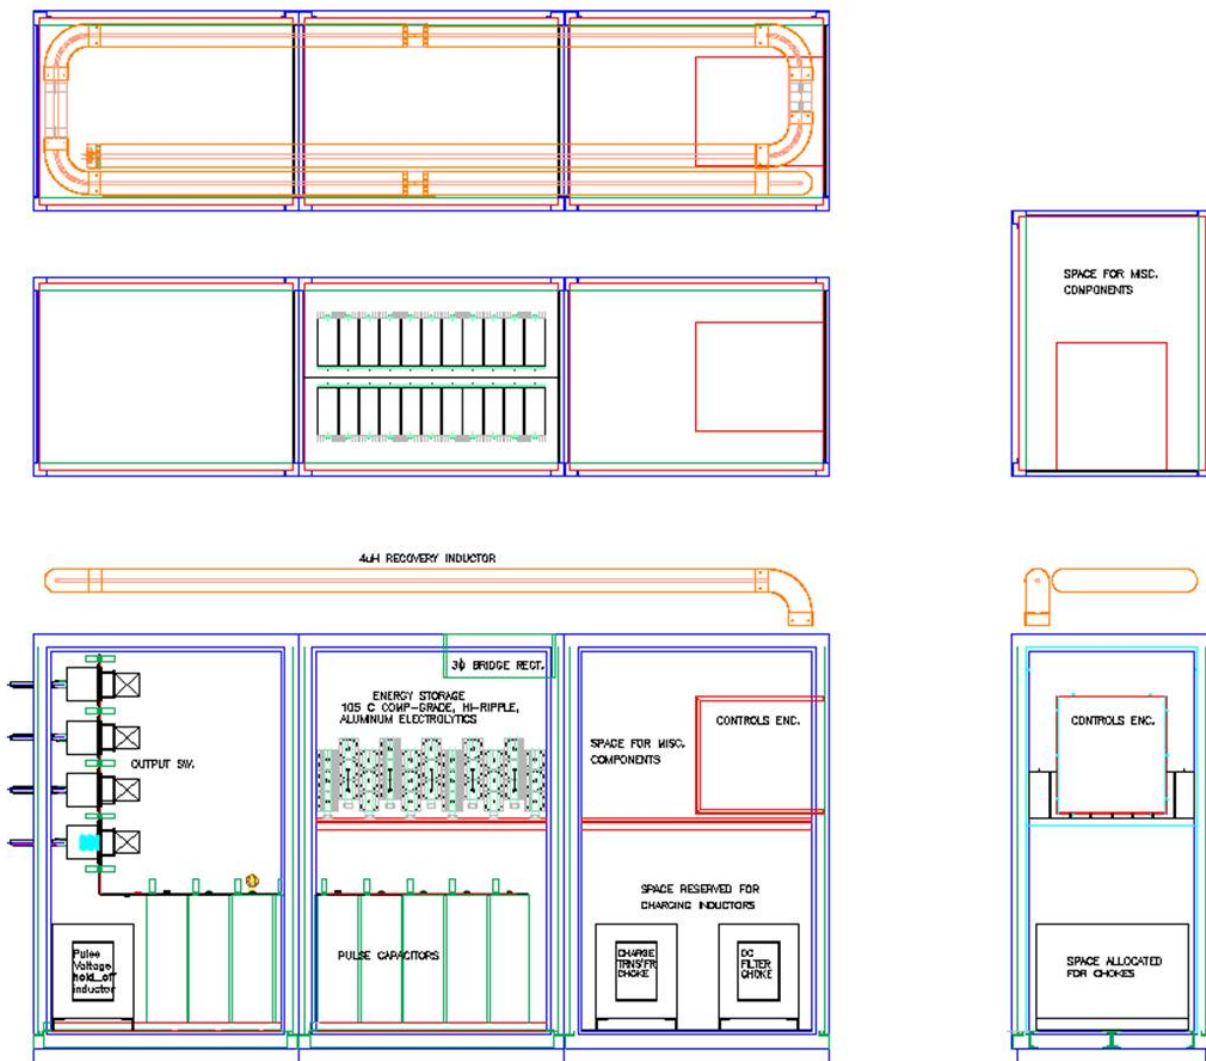 SPACE FOR MISC.
COMPONENTS
4uH RECOVERY INDUCTOR
3Φ BRIDGE RECT.
ENERGY STORAGE
105 C COMP-GRADE, HI-RIPPLE,
ALUMINUM ELECTROLYTICS
OUTPUT SW.
SPACE FOR MISC.
COMPONENTS
CONTROLS ENC.
CONTROLS ENC.
SPACE RESERVED FOR
CHARGING INDUCTORS
PULSE CAPACITORS
Pulse
Voltage
hold_off
inductor
CHARGE
TRNSFR
CHOKE
DC
FILTER
CHOKE
SPACE ALLOCATED
FOR CHOKES